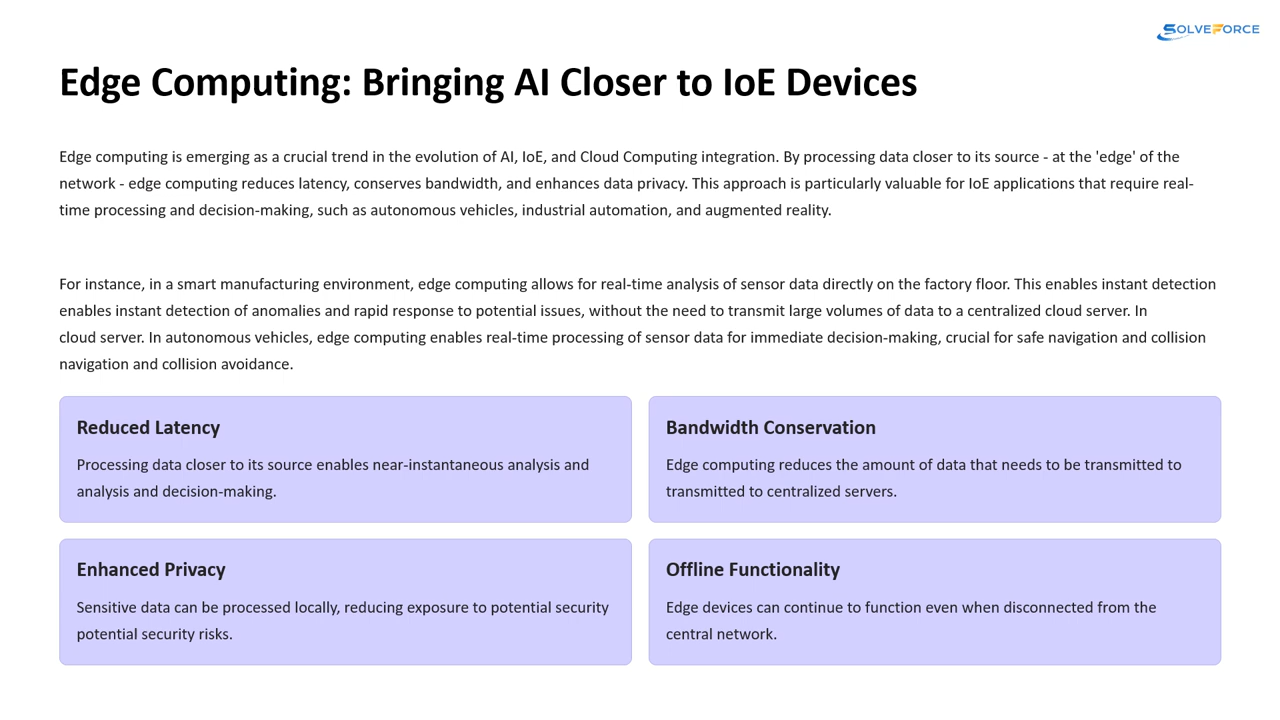 SOLVEFORCE
Edge Computing: Bringing AI Closer to IoE Devices
Edge computing is emerging as a crucial trend in the evolution of AI, IoE, and Cloud Computing integration. By processing data closer to its source - at the 'edge' of the
network - edge computing reduces latency, conserves bandwidth, and enhances data privacy. This approach is particularly valuable for IoE applications that require real-
time processing and decision-making, such as autonomous vehicles, industrial automation, and augmented reality.
For instance, in a smart manufacturing environment, edge computing allows for real-time analysis of sensor data directly on the factory floor. This enables instant detection
enables instant detection of anomalies and rapid response to potential issues, without the need to transmit large volumes of data to a centralized cloud server. In
cloud server. In autonomous vehicles, edge computing enables real-time processing of sensor data for immediate decision-making, crucial for safe navigation and collision
navigation and collision avoidance.
Reduced Latency
Processing data closer to its source enables near-instantaneous analysis and
analysis and decision-making.
Bandwidth Conservation
Edge computing reduces the amount of data that needs to be transmitted to
transmitted to centralized servers.
Enhanced Privacy
Sensitive data can be processed locally, reducing exposure to potential security
potential security risks.
Offline Functionality
Edge devices can continue to function even when disconnected from the
central network.